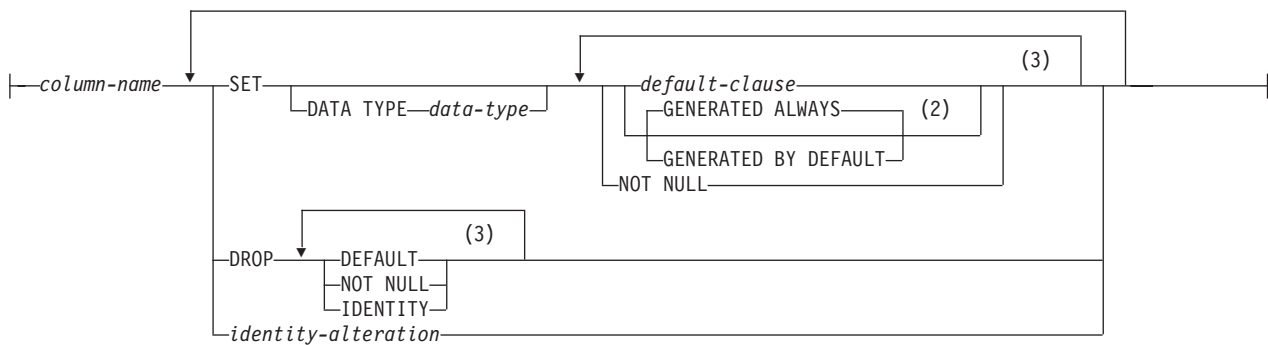 (3)
column-name SET default-clause
DATA TYPE data-type GENERATED ALWAYS (2)
GENERATED BY DEFAULT
NOT NULL
(3)
DROP DEFAULT
NOT NULL
IDENTITY
identity-alteration